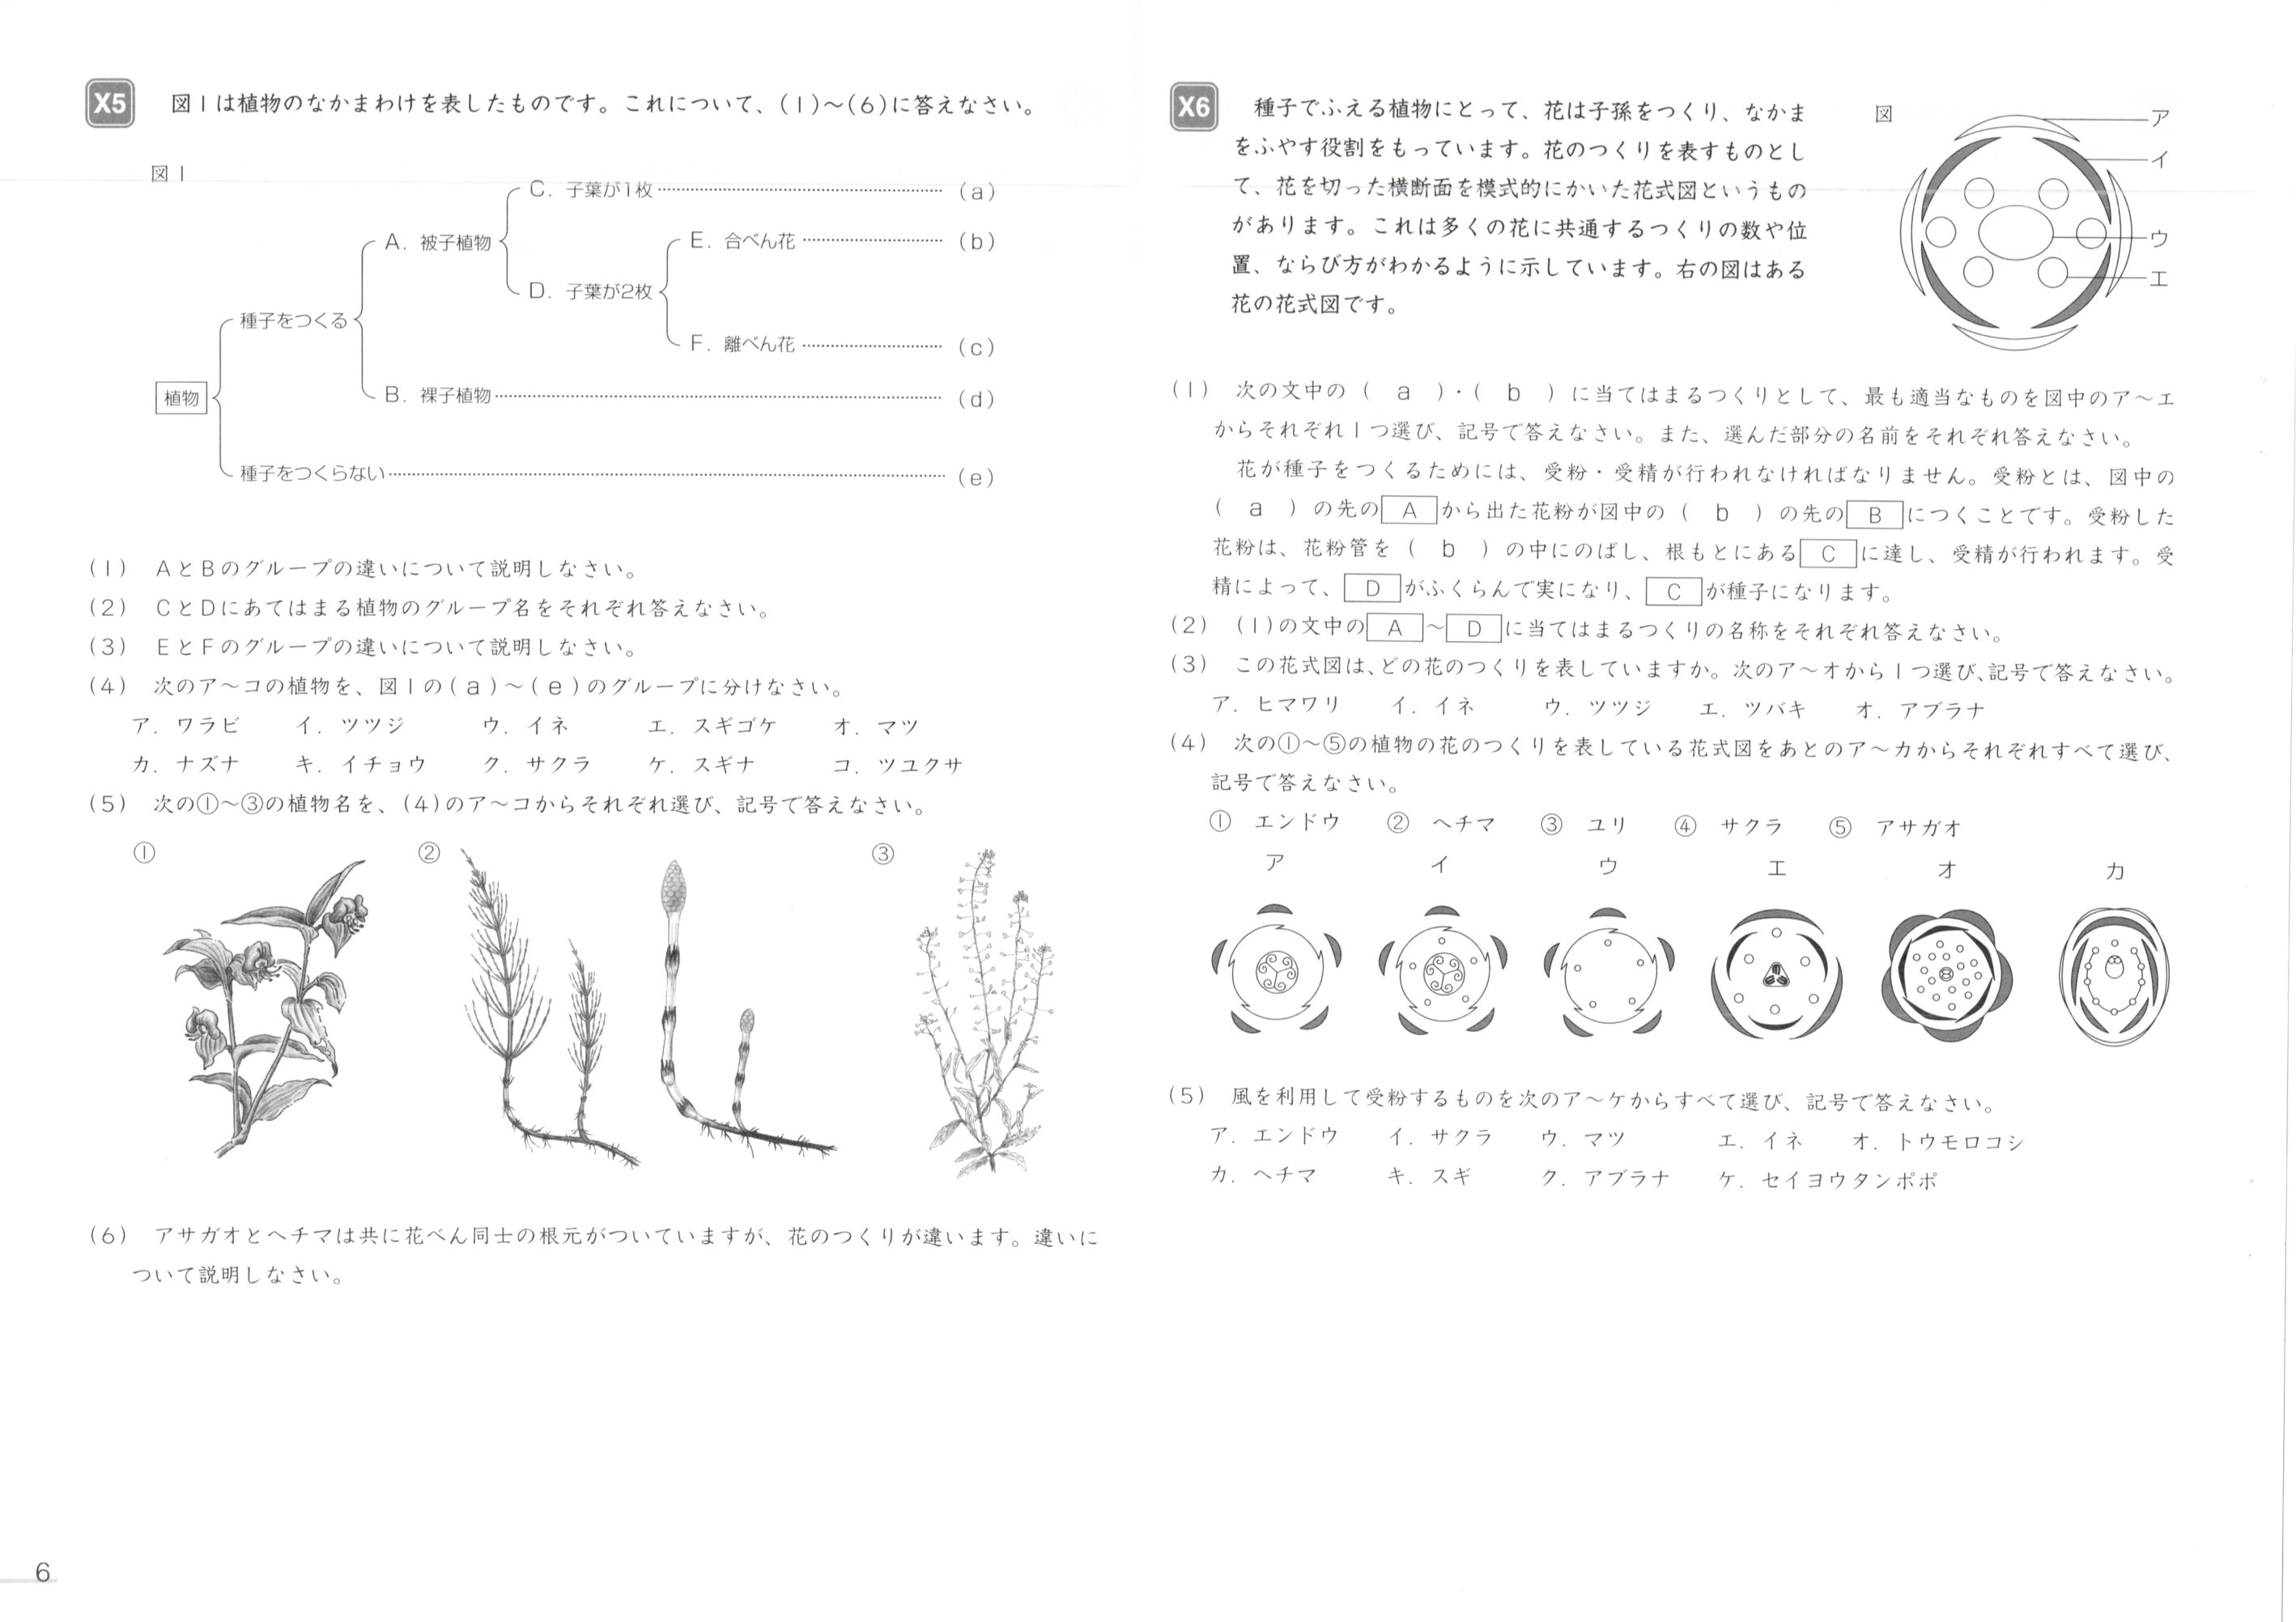 X5 図1は植物のなかまわけを表したものです。これについて、(1)～(6)に答えなさい。
図1
C．子葉が1枚 (a)
A．被子植物
E．合べん花 (b)
D．子葉が2枚
種子をつくる
F．離べん花 (c)
植物
B．裸子植物 (d)
種子をつくらない (e)
(1) AとBのグループの違いについて説明しなさい。
(2) CとDにあてはまる植物のグループ名をそれぞれ答えなさい。
(3) EとFのグループの違いについて説明しなさい。
(4) 次のア～コの植物を、図1の(a)～(e)のグループに分けなさい。
ア．ワラビ イ．ツツジ ウ．イネ エ．スギゴケ オ．マツ
カ．ナズナ キ．イチョウ ク．サクラ ケ．スギナ コ．ツユクサ
(5) 次の①～③の植物名を、(4)のア～コからそれぞれ選び、記号で答えなさい。
① ② ③
(6) アサガオとヘチマは共に花べん同士の根元がついていますが、花のつくりが違います。違いに
ついて説明しなさい。
6
X6 種子でふえる植物にとって、花は子孫をつくり、なかま
をふやす役割をもっています。花のつくりを表すものとし
て、花を切った横断面を模式的にかいた花式図というもの
があります。これは多くの花に共通するつくりの数や位
置、ならび方がわかるように示しています。右の図はある
花の花式図です。
図
ア
イ
ウ
エ
(1) 次の文中の（ a ）・（ b ）に当てはまるつくりとして、最も適当なものを図中のア～エ
からそれぞれ1つ選び、記号で答えなさい。また、選んだ部分の名前をそれぞれ答えなさい。
花が種子をつくるためには、受粉・受精が行われなければなりません。受粉とは、図中の
（ a ）の先の A から出た花粉が図中の（ b ）の先の B につくことです。受粉した
花粉は、花粉管を（ b ）の中にのばし、根もとにある C に達し、受精が行われます。受
精によって、 D がふくらんで実になり、 C が種子になります。
(2) (1)の文中の A ～ D に当てはまるつくりの名称をそれぞれ答えなさい。
(3) この花式図は、どの花のつくりを表していますか。次のア～オから1つ選び、記号で答えなさい。
ア．ヒマワリ イ．イネ ウ．ツツジ エ．ツバキ オ．アブラナ
(4) 次の①～⑤の植物の花のつくりを表している花式図をあとのア～カからそれぞれすべて選び、
記号で答えなさい。
① エンドウ ② ヘチマ ③ ユリ ④ サクラ ⑤ アサガオ
ア イ ウ エ オ カ
(5) 風を利用して受粉するものを次のア～ケからすべて選び、記号で答えなさい。
ア．エンドウ イ．サクラ ウ．マツ エ．イネ オ．トウモロコシ
カ．ヘチマ キ．スギ ク．アブラナ ケ．セイヨウタンポポ